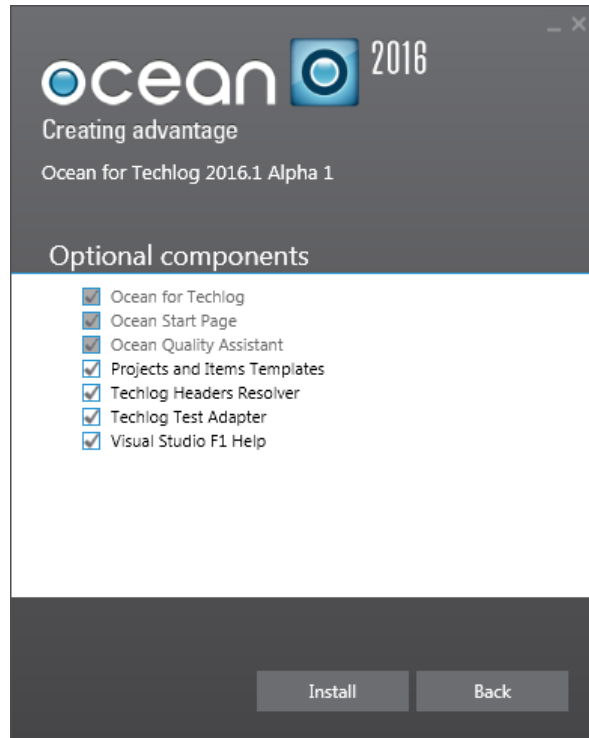 ocean 2016
Creating advantage
Ocean for Techlog 2016.1 Alpha 1
Optional components
Ocean for Techlog
Ocean Start Page
Ocean Quality Assistant
Projects and Items Templates
Techlog Headers Resolver
Techlog Test Adapter
Visual Studio F1 Help
Install Back